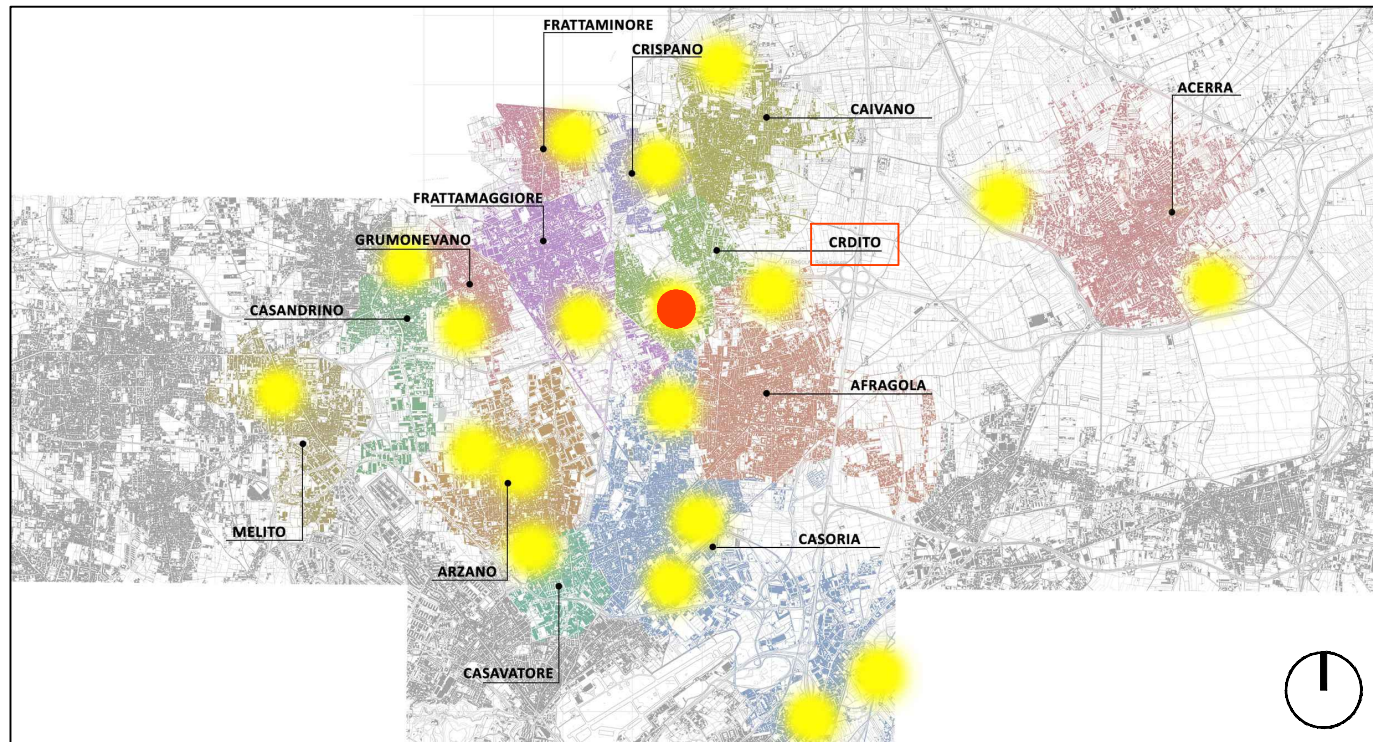 FRATTAMINORE
CRISPANO
ACERRA
CAIVANO
FRATTAMAGGIORE
GRUMONEVANO
CRDITO
CASANDRINO
AFRAGOLA
MELITO
CASORIA
ARZANO
CASAVATORE